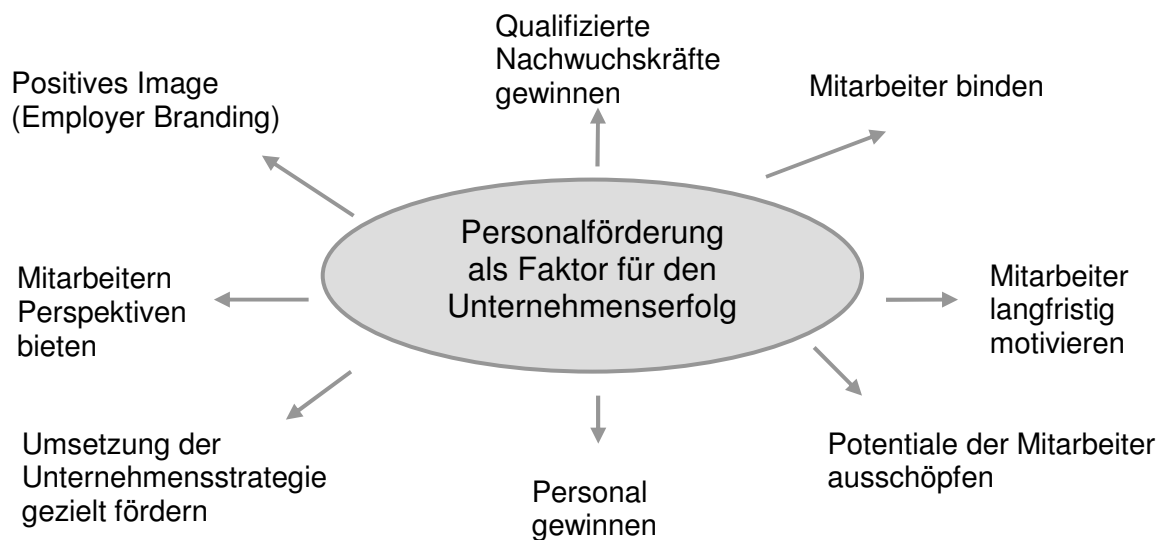 Qualifizierte
Nachwuchskräfte
gewinnen
Positives Image
(Employer Branding)
Mitarbeiter binden
Personalförderung
als Faktor für den
Unternehmenserfolg
Mitarbeitern
Perspektiven
bieten
Mitarbeiter
langfristig
motivieren
Umsetzung der
Unternehmensstrategie
gezielt fördern
Personal
gewinnen
Potentiale der Mitarbeiter
ausschöpfen